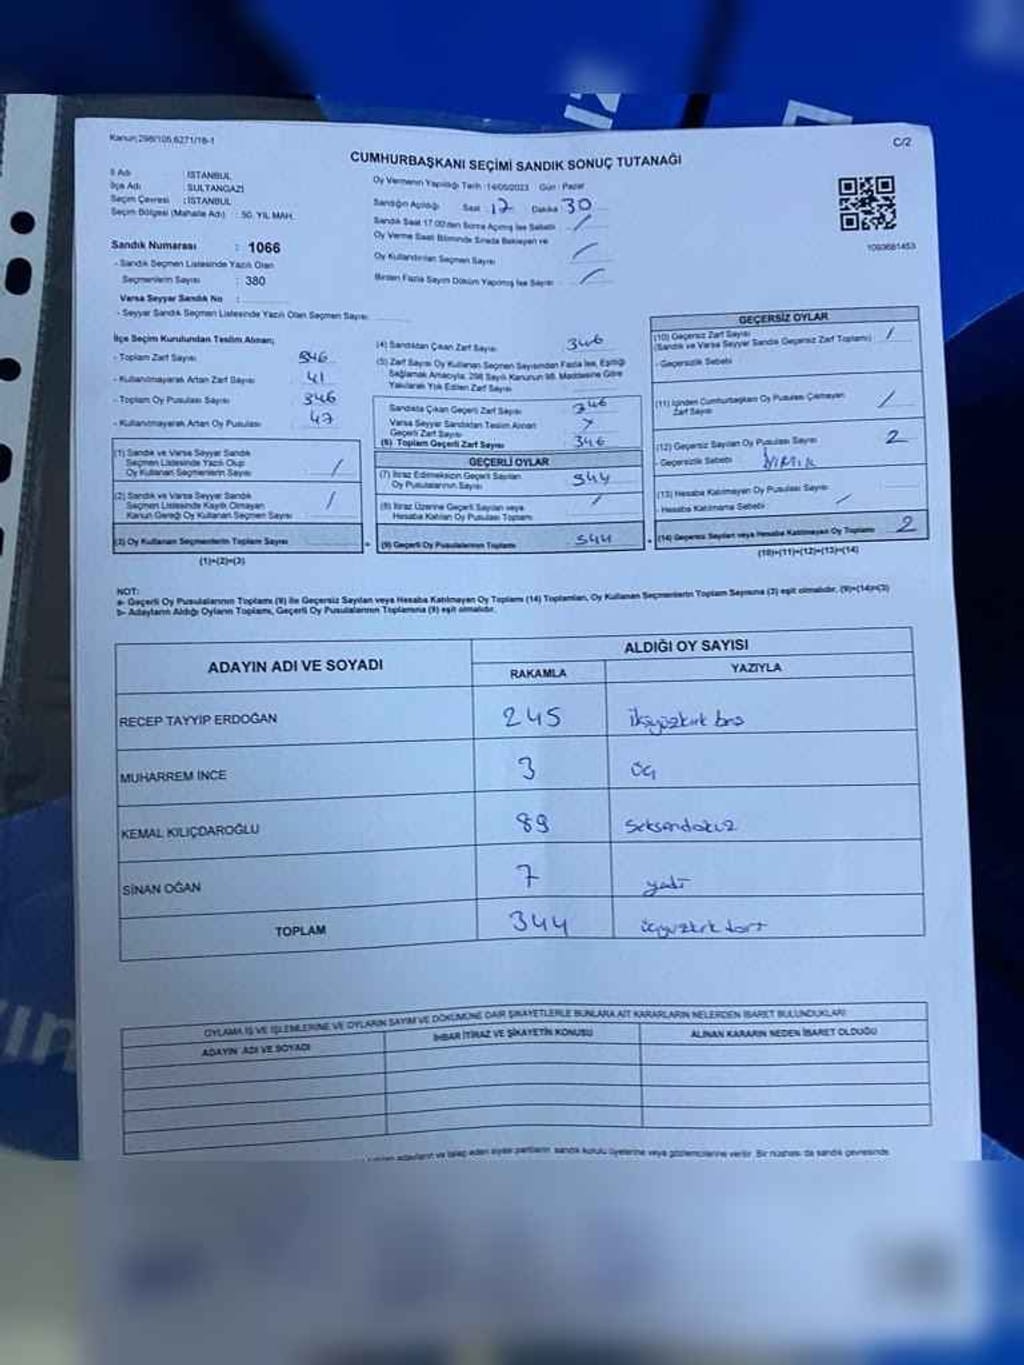 Kanun:298/105,6271/18-1
C/2
CUMHURBAŞKANI SEÇİMİ SANDIK SONUÇ TUTANAĞI
İl Adı : İSTANBUL
İlçe Adı : SULTANGAZİ
Seçim Çevresi : İSTANBUL
Seçim Bölgesi (Mahalle Adı) : 50. YIL MAH.
Sandık Numarası : 1066
- Sandık Seçmen Listesinde Yazılı Olan
Seçmenlerin Sayısı : 380
Varsa Seyyar Sandık No :
- Seyyar Sandık Seçmen Listesinde Yazılı Olan Seçmen Sayısı:
Oy Vermenin Yapıldığı Tarih :14/05/2023 Gün : Pazar
Sandığın Açıldığı Saat : 17 Dakika 30
Sandık Saat 17.00'den Sonra Açılmış İse Sebebi : /
Oy Verme Saati Bitiminde Sırada Bekleyen ve
Oy Kullandırılan Seçmen Sayısı /
Birden Fazla Sayım Döküm Yapılmış İse Sayısı : /
1093681453
İlçe Seçim Kurulundan Teslim Alınan;
- Toplam Zarf Sayısı
- Kullanılmayarak Artan Zarf Sayısı 41
- Toplam Oy Pusulası Sayısı 346
- Kullanılmayarak Artan Oy Pusulası 47
(1) Sandık ve Varsa Seyyar Sandık
Seçmen Listesinde Yazılı Olup
Oy Kullanan Seçmenlerin Sayısı /
(2) Sandık ve Varsa Seyyar Sandık
Seçmen Listesinde Kayıtlı Olmayan
Kanun Gereği Oy Kullanan Seçmen Sayısı /
(3) Oy Kullanan Seçmenlerin Toplam Sayısı
(1)+(2)=(3)
(4) Sandıktan Çıkan Zarf Sayısı 346
(5) Zarf Sayısı Oy Kullanan Seçmen Sayısından Fazla İse, Eşitliği
Sağlamak Amacıyla, 298 Sayılı Kanunun 98. Maddesine Göre
Yakılarak Yok Edilen Zarf Sayısı
Sandıkta Çıkan Geçerli Zarf Sayısı 346
Varsa Seyyar Sandıktan Teslim Alınan
Geçerli Zarf Sayısı
(6) Toplam Geçerli Zarf Sayısı 346
GEÇERLİ OYLAR
(7) İtiraz Edilmeksizin Geçerli Sayılan
Oy Pusulalarının Sayısı 344
(8) İtiraz Üzerine Geçerli Sayılan veya
Hesaba Katılan Oy Pusulası Toplamı /
(9) Geçerli Oy Pusulalarının Toplamı 344
GEÇERSİZ OYLAR
(10) Geçersiz Zarf Sayısı
(Sandık ve Varsa Seyyar Sandık Geçersiz Zarf Toplamı) /
- Geçersizlik Sebebi
(11) İçinden Cumhurbaşkanı Oy Pusulası Çıkmayan
Zarf Sayısı /
(12) Geçersiz Sayılan Oy Pusulası Sayısı 2
- Geçersizlik Sebebi
(13) Hesaba Katılmayan Oy Pusulası Sayısı
- Hesaba Katılmama Sebebi /
(14) Geçersiz Sayılan veya Hesaba Katılmayan Oy Toplamı 2
(10)+(11)+(12)+(13)=(14)
NOT:
a- Geçerli Oy Pusulalarının Toplamı (9) ile Geçersiz Sayılan veya Hesaba Katılmayan Oy Toplamı (14) Toplamları, Oy Kullanan Seçmenlerin Toplam Sayısına (3) eşit olmalıdır. (9)+(14)=(3)
b- Adayların Aldığı Oyların Toplamı, Geçerli Oy Pusulalarının Toplamına (9) eşit olmalıdır.
ADAYIN ADI VE SOYADI
ALDIĞI OY SAYISI
RAKAMLA YAZIYLA
RECEP TAYYİP ERDOĞAN 245 ikiyüzkırk beş
MUHARREM İNCE 3 üç
KEMAL KILIÇDAROĞLU 89 seksendokuz
SİNAN OĞAN 7 yedi
TOPLAM 344 üçyüzkırk dört
OYLAMA İŞ VE İŞLEMLERİNE VE OYLARIN SAYIM VE DÖKÜMÜNE DAİR ŞİKAYETLERLE BUNLARA AİT KARARLARIN NELERDEN İBARET BULUNDUKLARI
ADAYIN ADI VE SOYADI İHBAR İTİRAZ VE ŞİKAYETİN KONUSU ALINAN KARARIN NEDEN İBARET OLDUĞU
adayların ve talep eden siyasi partilerin sandık kurulu üyelerine veya gözlemcilerine verilir. Bir nüshası da sandık çevresinde